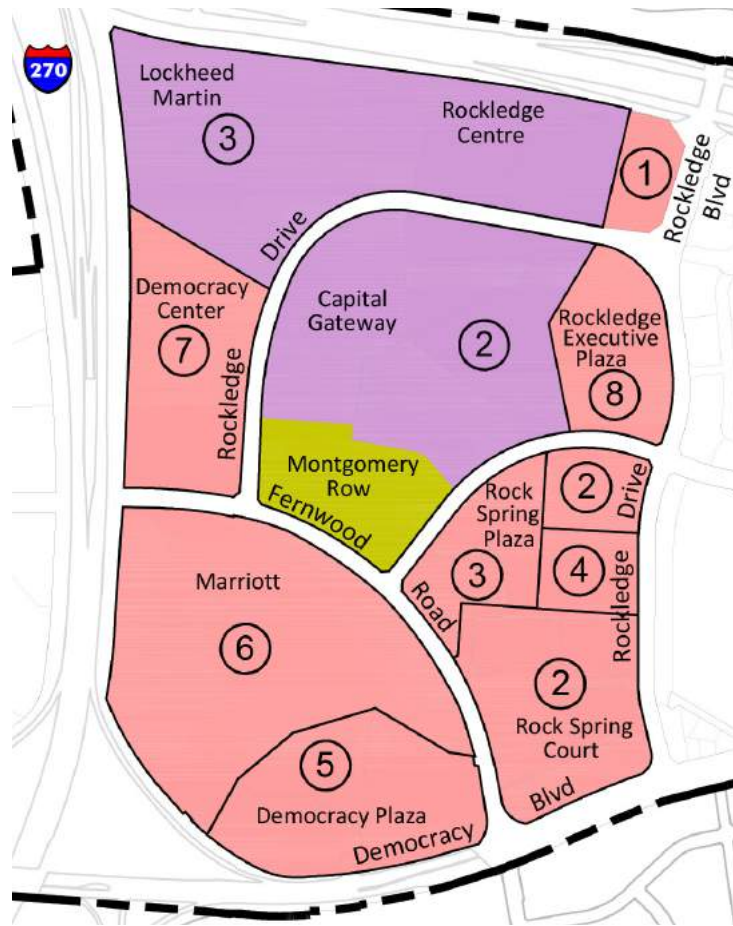 270
Lockheed
Martin
3
Rockledge
Centre
1
Rockledge
Blvd
Drive
Democracy
Center
7
Rockledge
Capital
Gateway
2
Rockledge
Executive
Plaza
8
Montgomery
Row
Fernwood
Rock
Spring
Plaza
3
2
Drive
4
Rockledge
Road
Marriott
6
2
Rock Spring
Court
5
Democracy Plaza
Democracy
Blvd